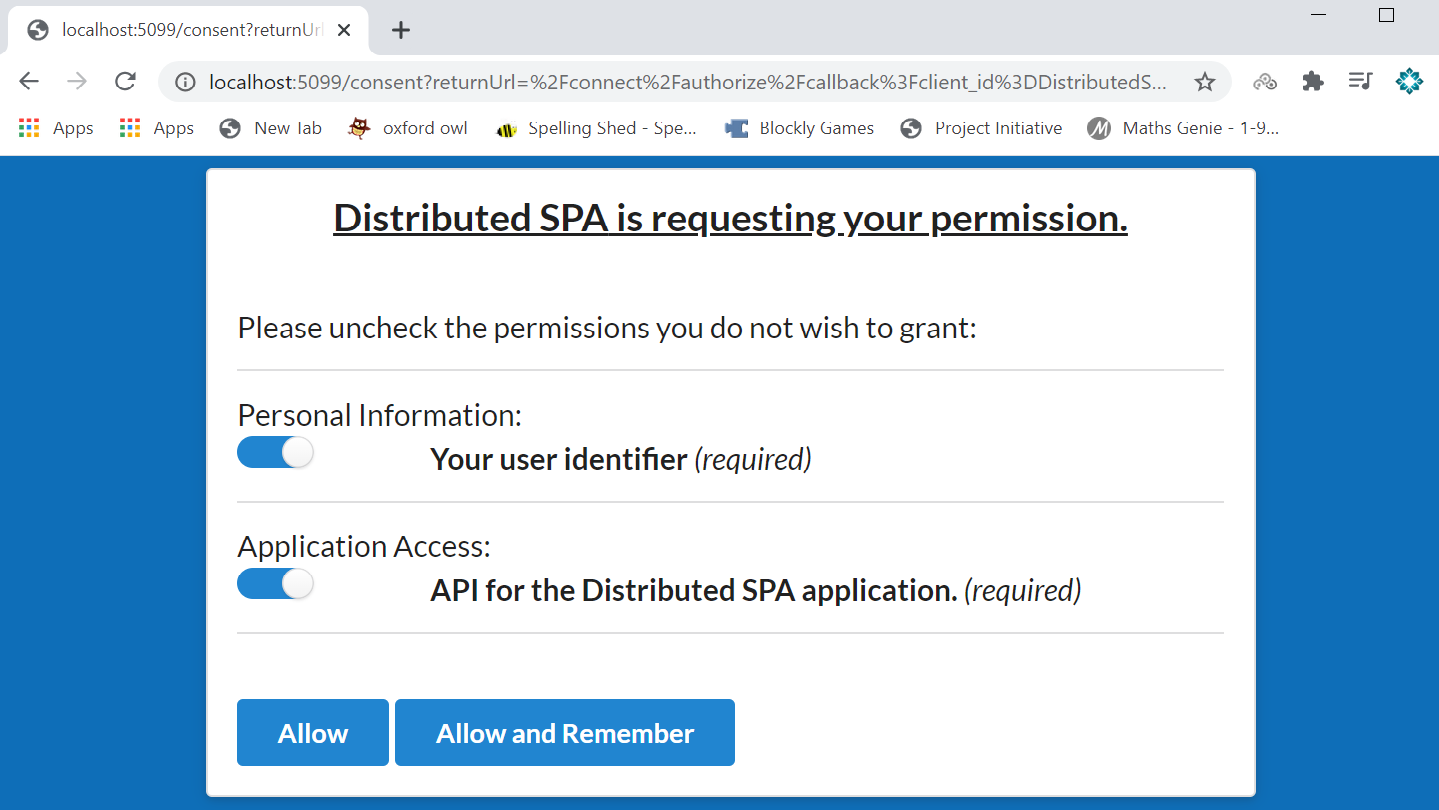 localhost:5099/consent?returnUrl
localhost:5099/consent?returnUrl=%2Fconnect%2Fauthorize%2Fcallback%3Fclient_id%3DDistributedS...
Apps Apps New Tab oxford owl Spelling Shed - Spe... Blockly Games Project Initiative Maths Genie - 1-9...
Distributed SPA is requesting your permission.
Please uncheck the permissions you do not wish to grant:
Personal Information:
Your user identifier (required)
Application Access:
API for the Distributed SPA application. (required)
Allow Allow and Remember